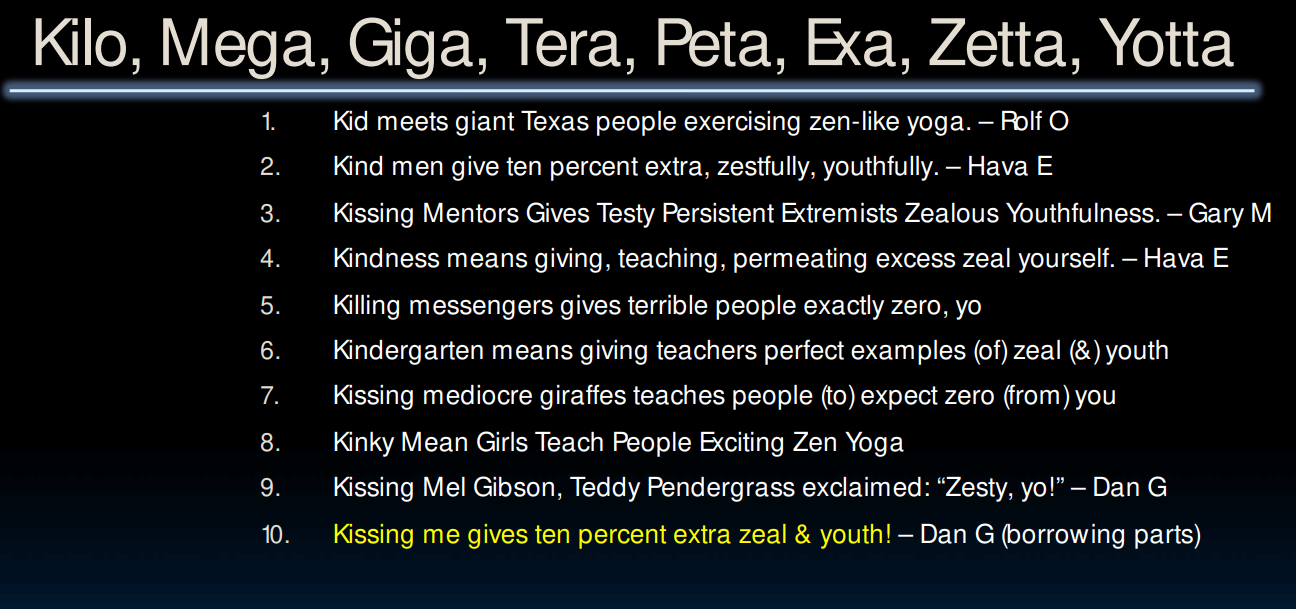 Kilo, Mega, Giga, Tera, Peta, Exa, Zetta, Yotta
1. Kid meets giant Texas people exercising zen-like yoga. – Rolf O
2. Kind men give ten percent extra, zestfully, youthfully. – Hava E
3. Kissing Mentors Gives Testy Persistent Extremists Zealous Youthfulness. – Gary M
4. Kindness means giving, teaching, permeating excess zeal yourself. – Hava E
5. Killing messengers gives terrible people exactly zero, yo
6. Kindergarten means giving teachers perfect examples (of) zeal (&) youth
7. Kissing mediocre giraffes teaches people (to) expect zero (from) you
8. Kinky Mean Girls Teach People Exciting Zen Yoga
9. Kissing Mel Gibson, Teddy Pendergrass exclaimed: “Zesty, yo!” – Dan G
10. Kissing me gives ten percent extra zeal & youth! – Dan G (borrowing parts)